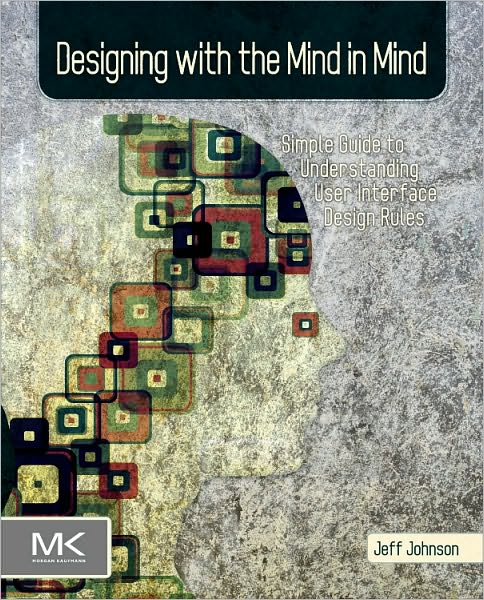 Designing with the Mind in Mind
Simple Guide to
Understanding
User Interface
Design Rules
MK
MORGAN KAUFMANN
Jeff Johnson